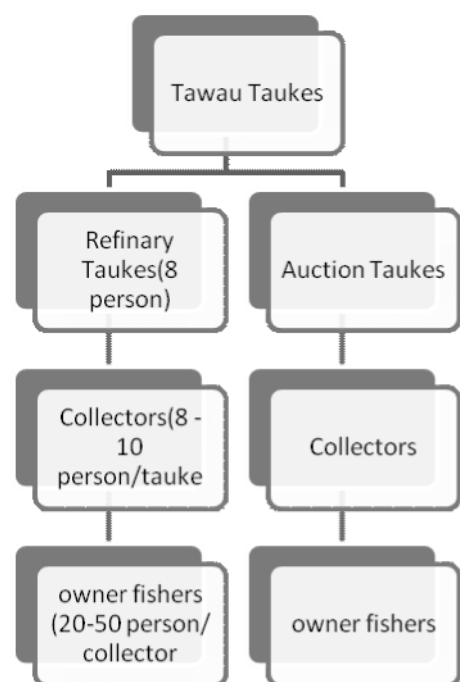 Tawau Taukes
Refinary
Taukes(8
person)
Auction Taukes
Collectors(8 -
10
person/tauke
Collectors
owner fishers
(20-50 person/
collector
owner fishers